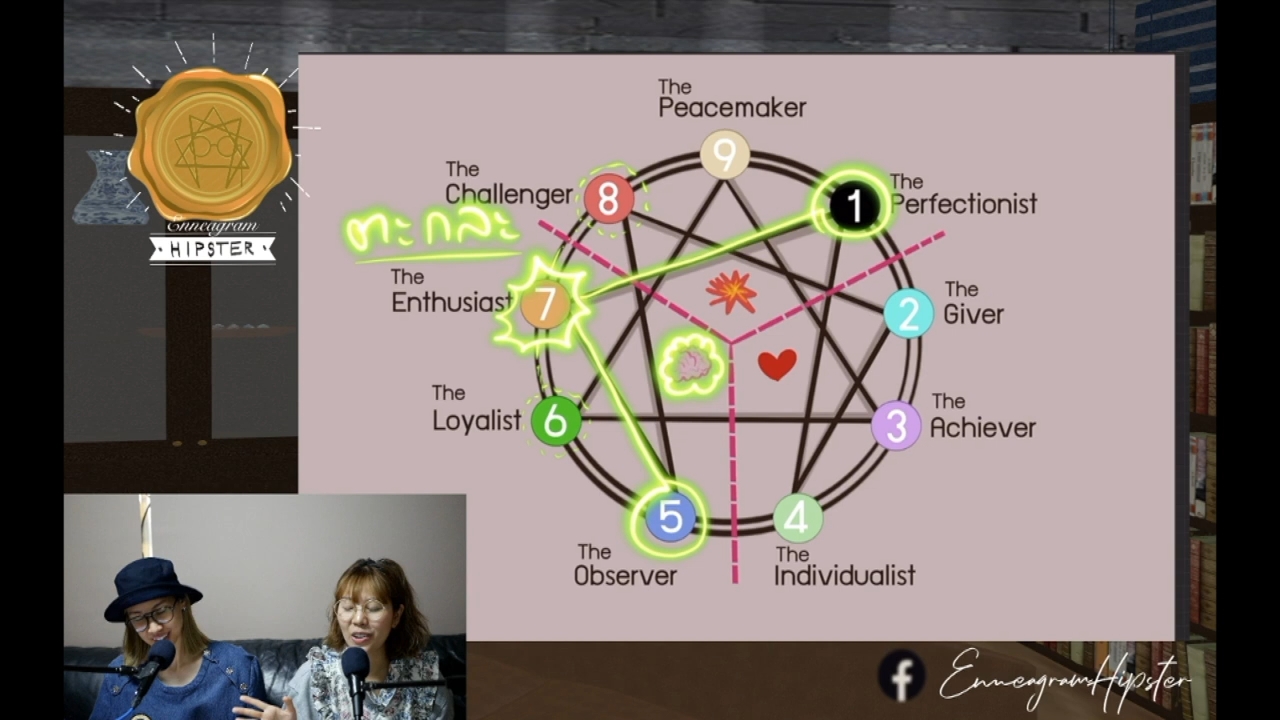 Enneagram
HIPSTER
The
Peacemaker
9
The
Challenger
8
1
The
Perfectionist
ตะกละ
The
Enthusiast
7
2
The
Giver
The
Loyalist
6
3
The
Achiever
5
4
The
Observer
The
Individualist
f
EnneagramHipster